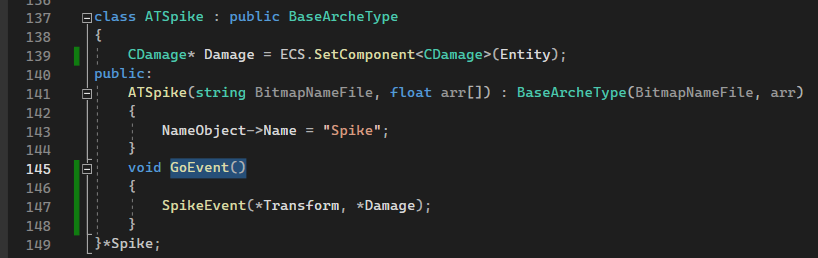 137 class ATSpike : public BaseArcheType
138 {
139 CDamage* Damage = ECS.SetComponent<CDamage>(Entity);
140 public:
141 ATSpike(string BitmapNameFile, float arr[]) : BaseArcheType(BitmapNameFile, arr)
142 {
143 NameObject->Name = "Spike";
144 }
145 void GoEvent()
146 {
147 SpikeEvent(*Transform, *Damage);
148 }
149 }*Spike;